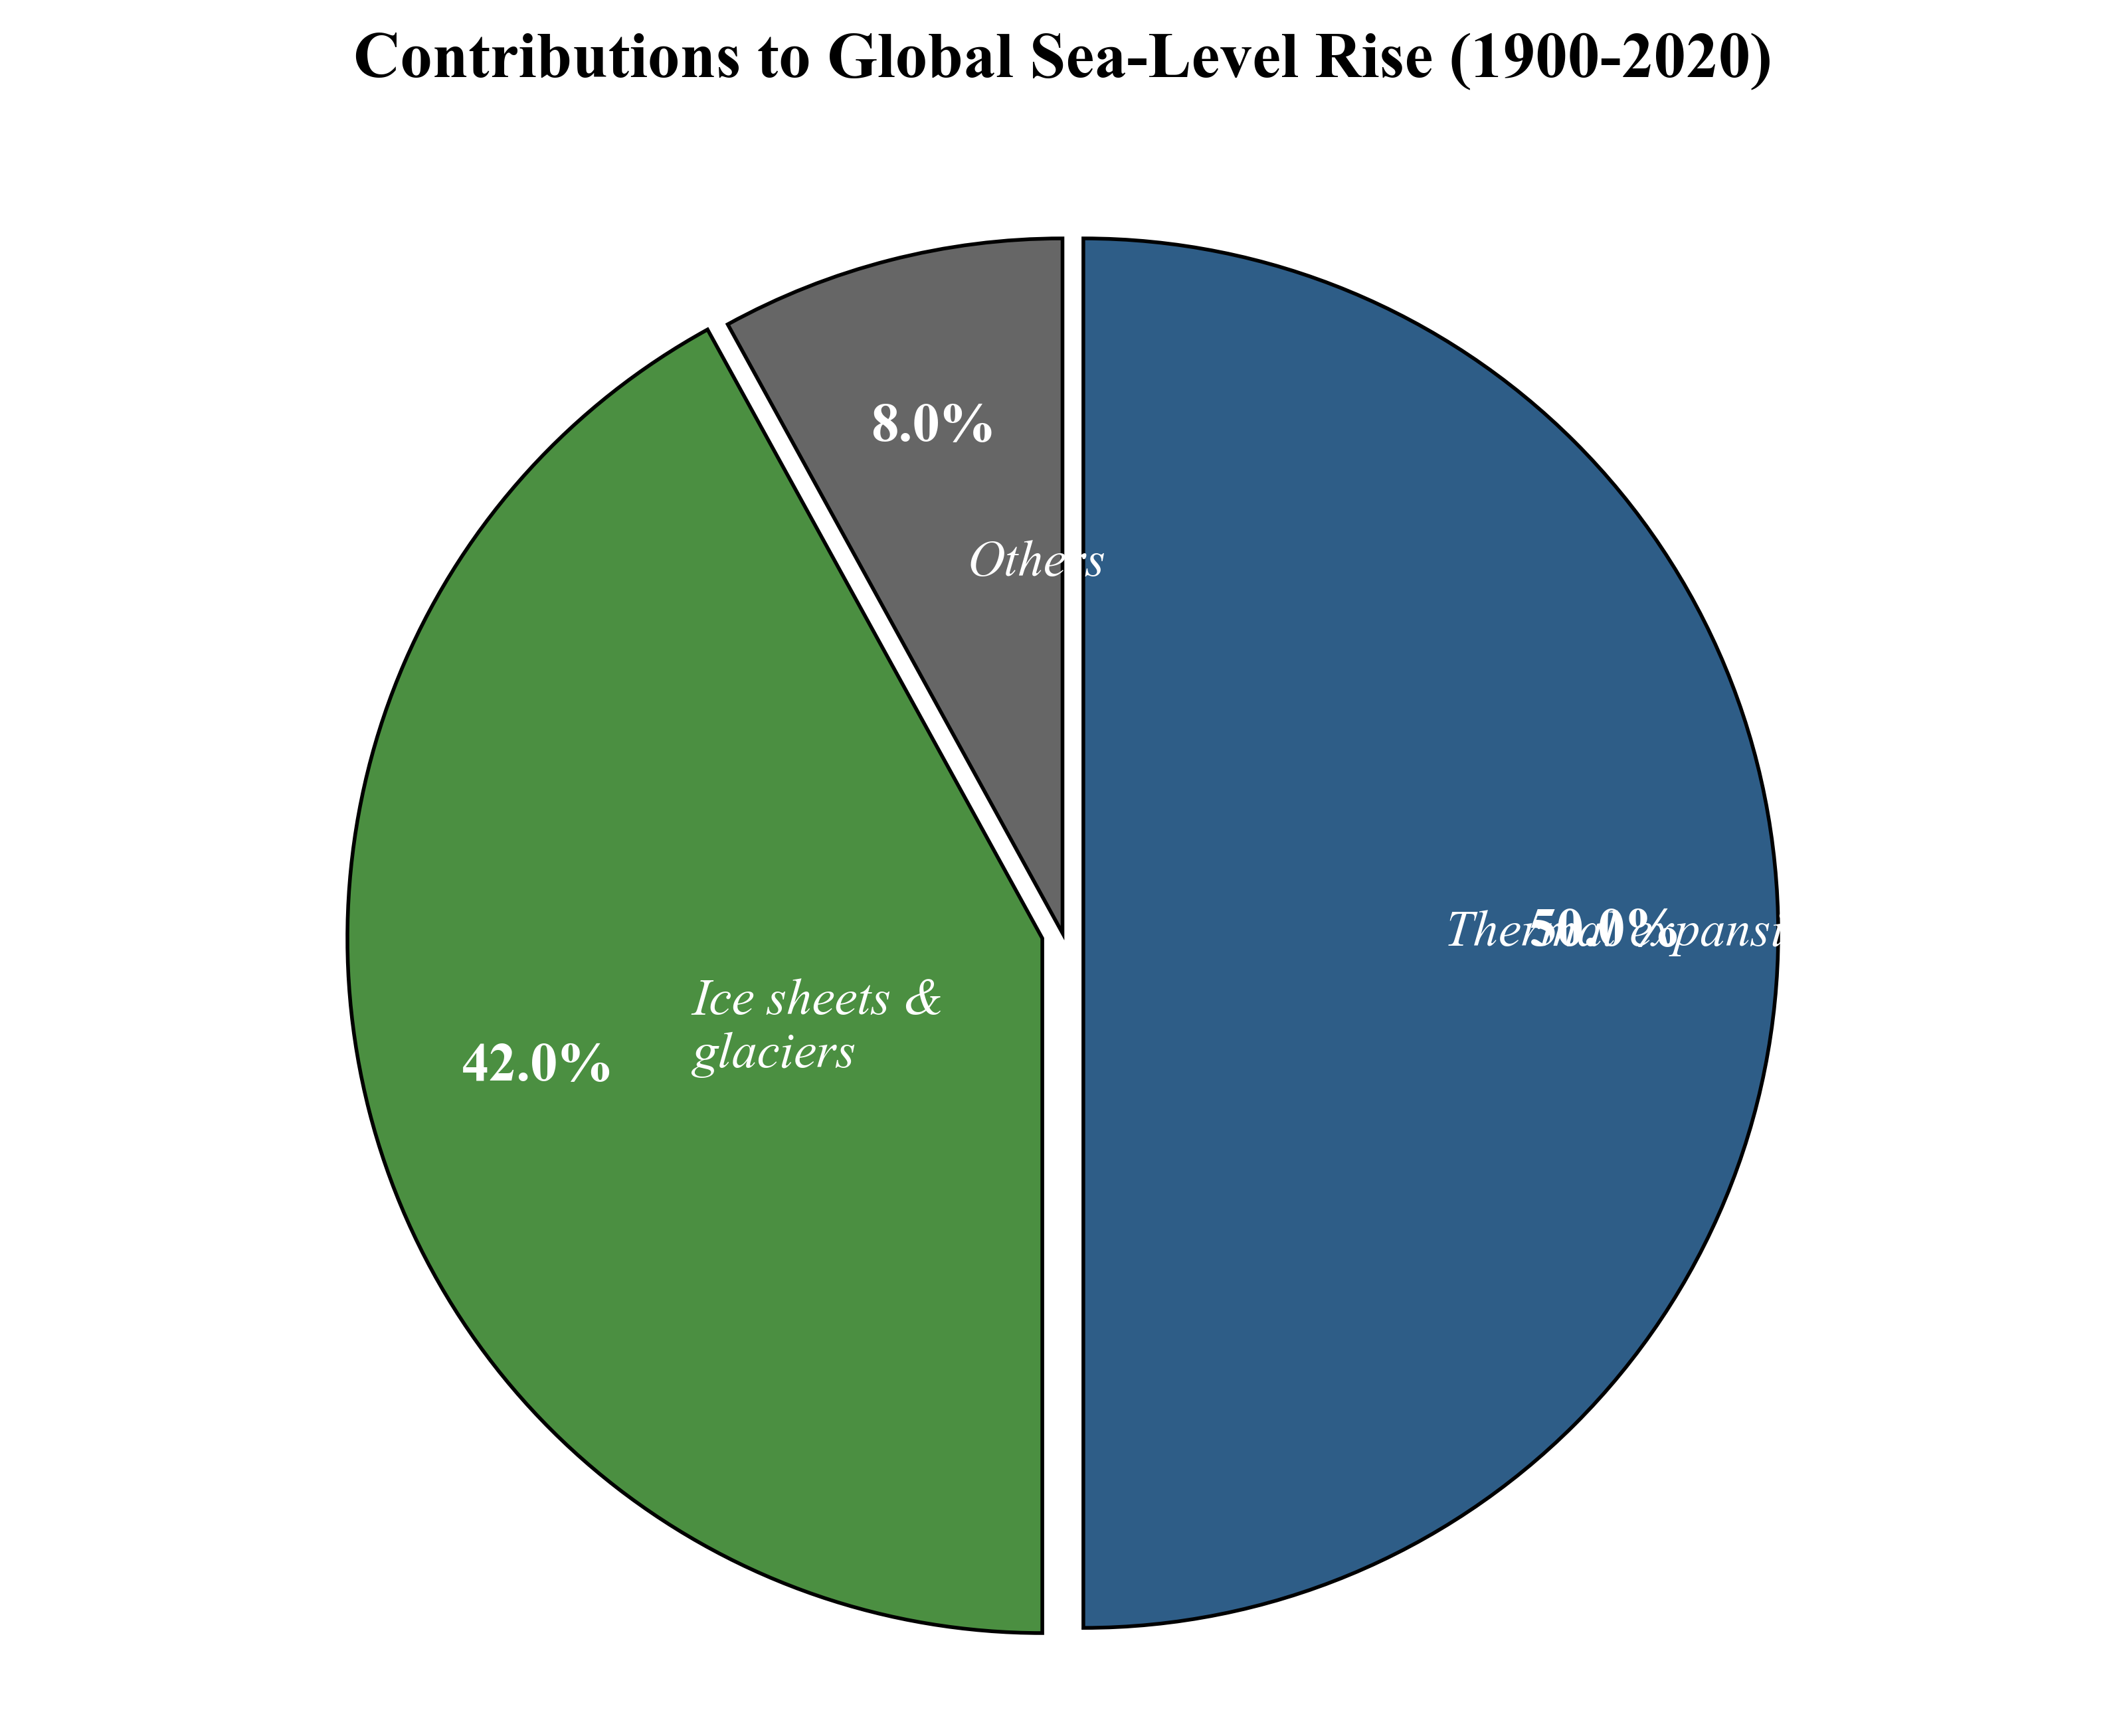 Contributions to Global Sea-Level Rise (1900-2020)
8.0%
Others
50.0%
Ice sheets &
glaciers
42.0%